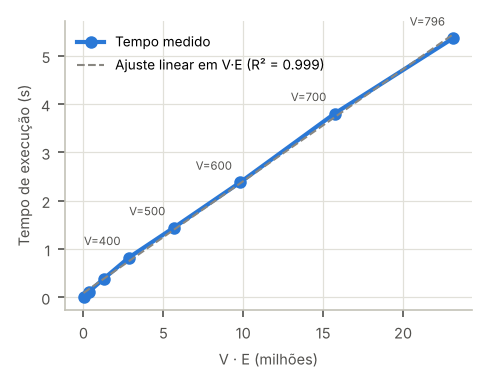 V=796
Tempo medido
Ajuste linear em V·E (R² = 0.999)
V=700
V=600
V=500
V=400
Tempo de execução (s)
5
4
3
2
1
0
0 5 10 15 20
V · E (milhões)